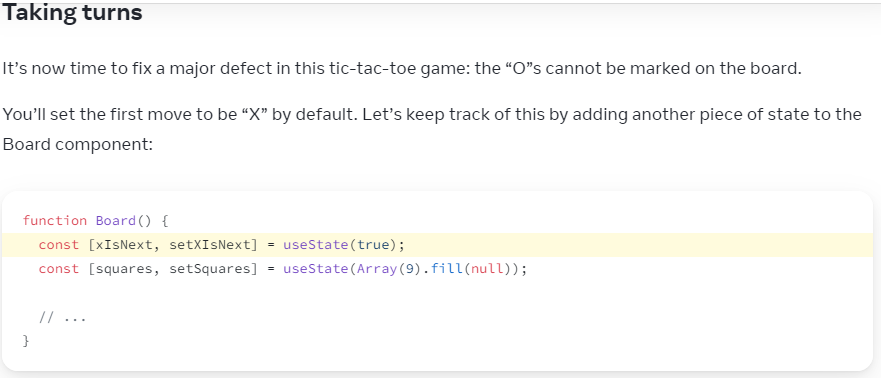 Taking turns
It’s now time to fix a major defect in this tic-tac-toe game: the “O”s cannot be marked on the board.
You’ll set the first move to be “X” by default. Let’s keep track of this by adding another piece of state to the
Board component:
function Board() {
  const [xIsNext, setXIsNext] = useState(true);
  const [squares, setSquares] = useState(Array(9).fill(null));
  // ...
}